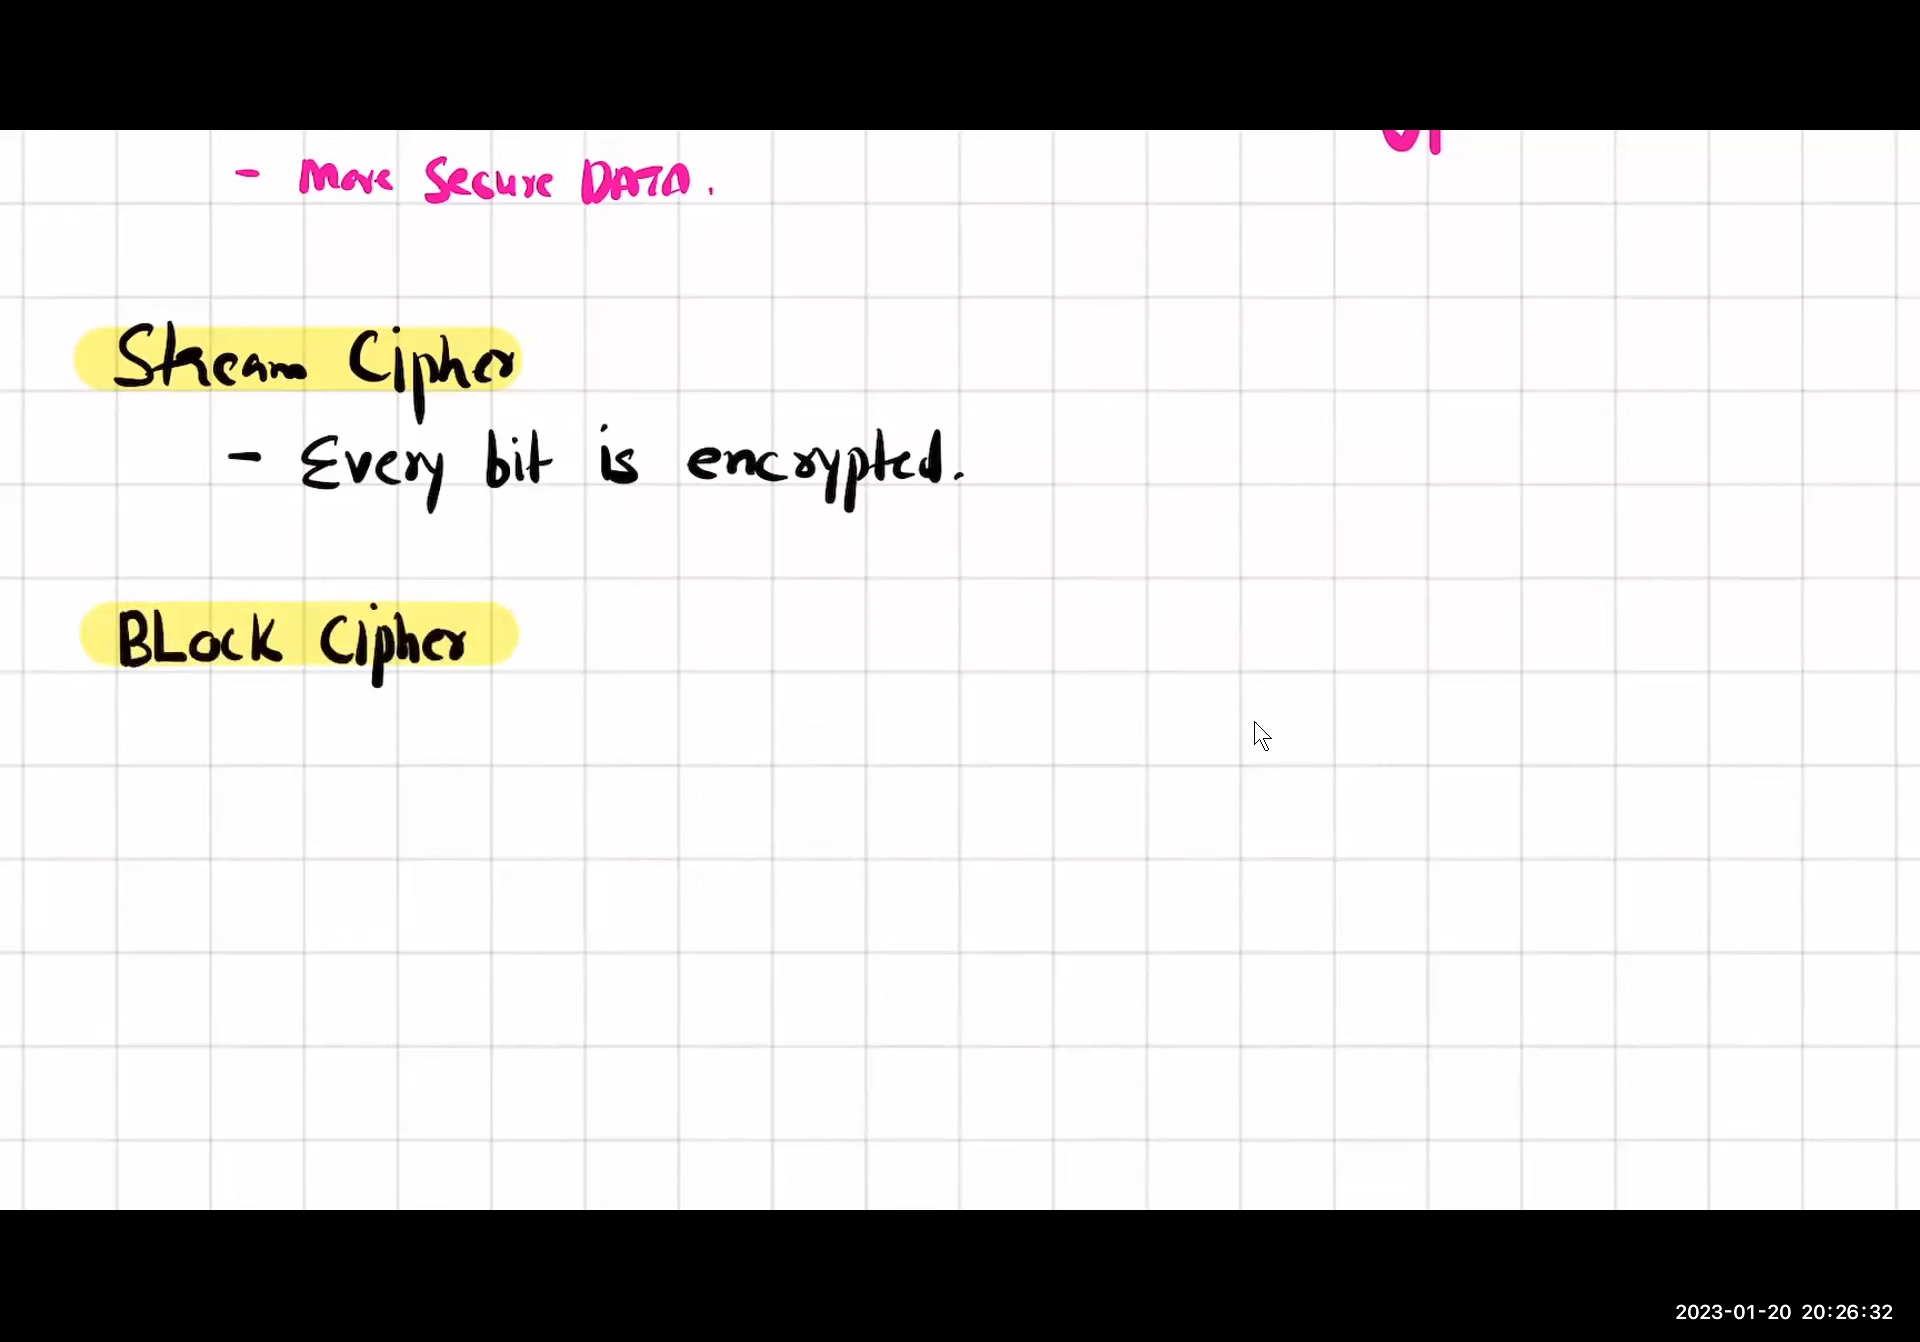 - More Secure DATA.
Stream Cipher
- Every bit is encrypted.
BLock Cipher
2023-01-20 20:26:32